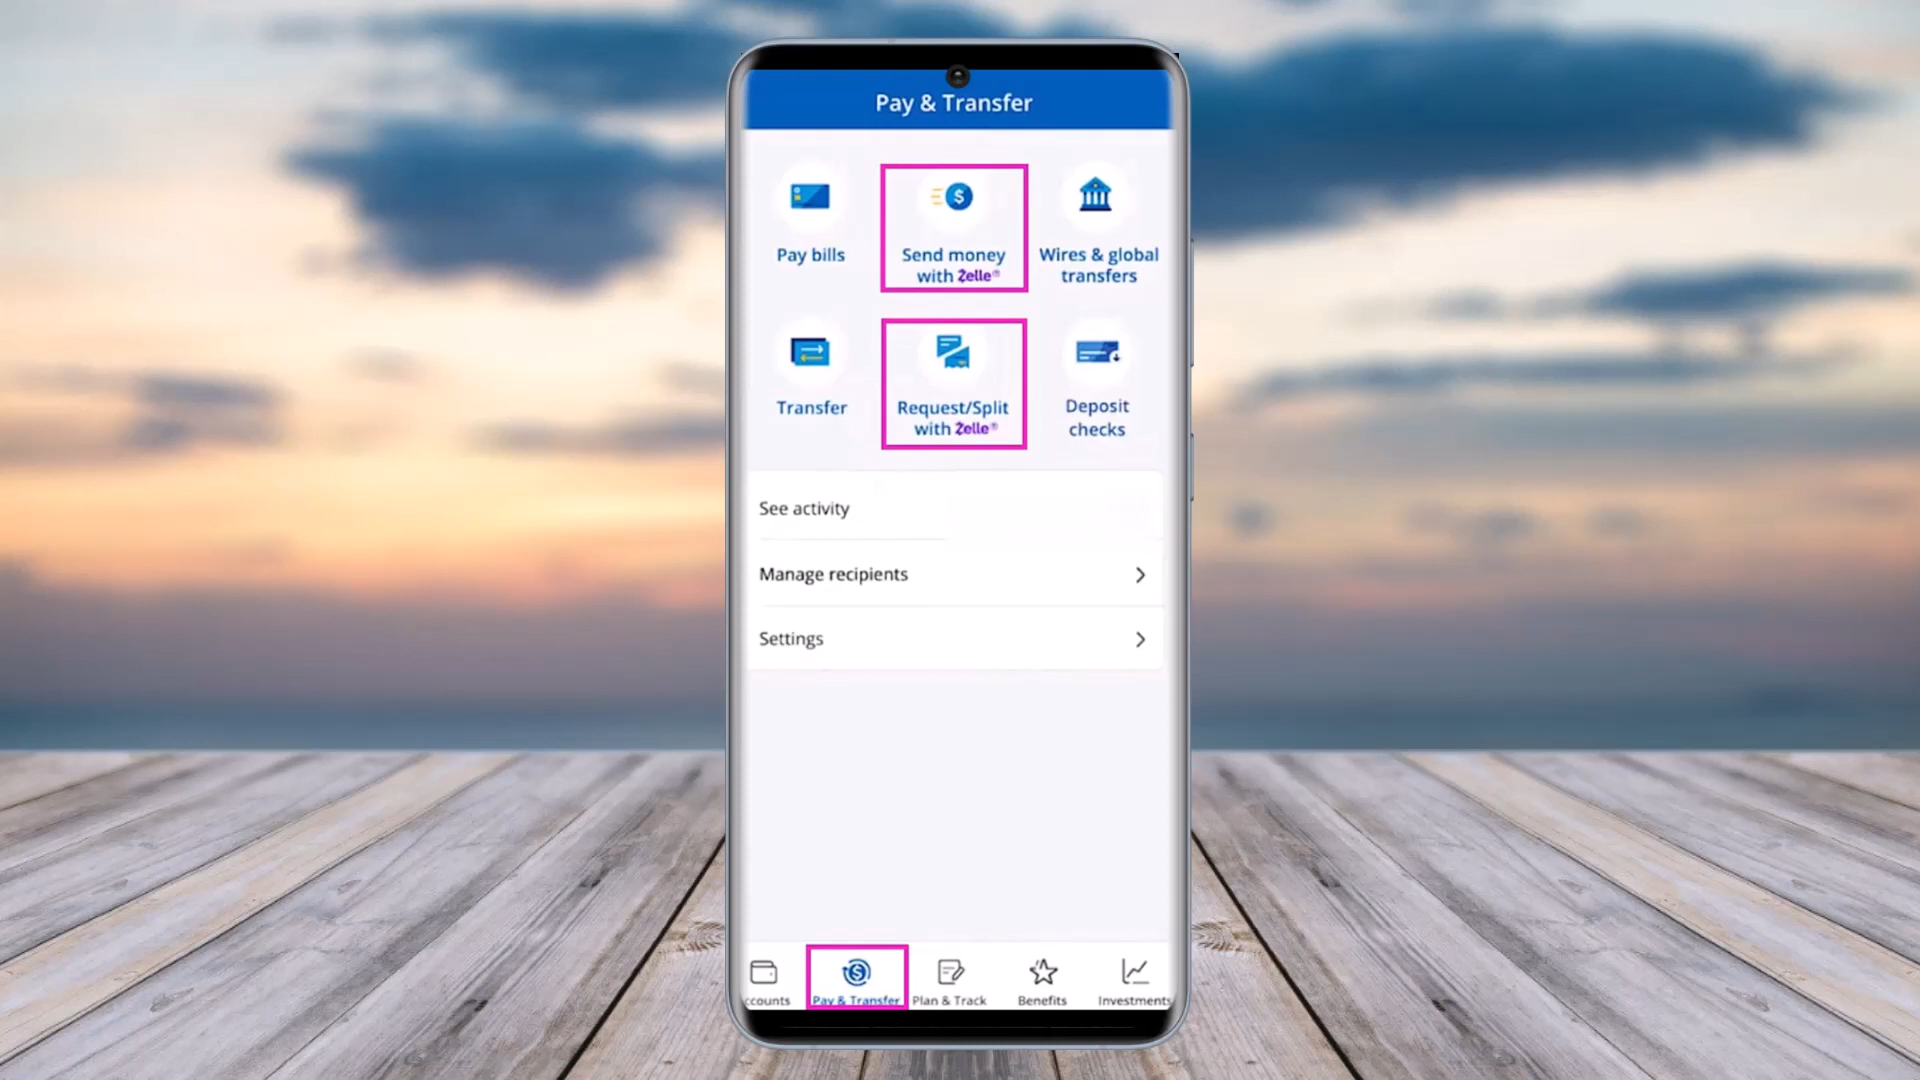 Pay & Transfer
Pay bills
Send money
with Zelle®
Wires & global
transfers
Transfer
Request/Split
with Zelle®
Deposit
checks
See activity
Manage recipients
Settings
ccounts
Pay & Transfer
Plan & Track
Benefits
Investments